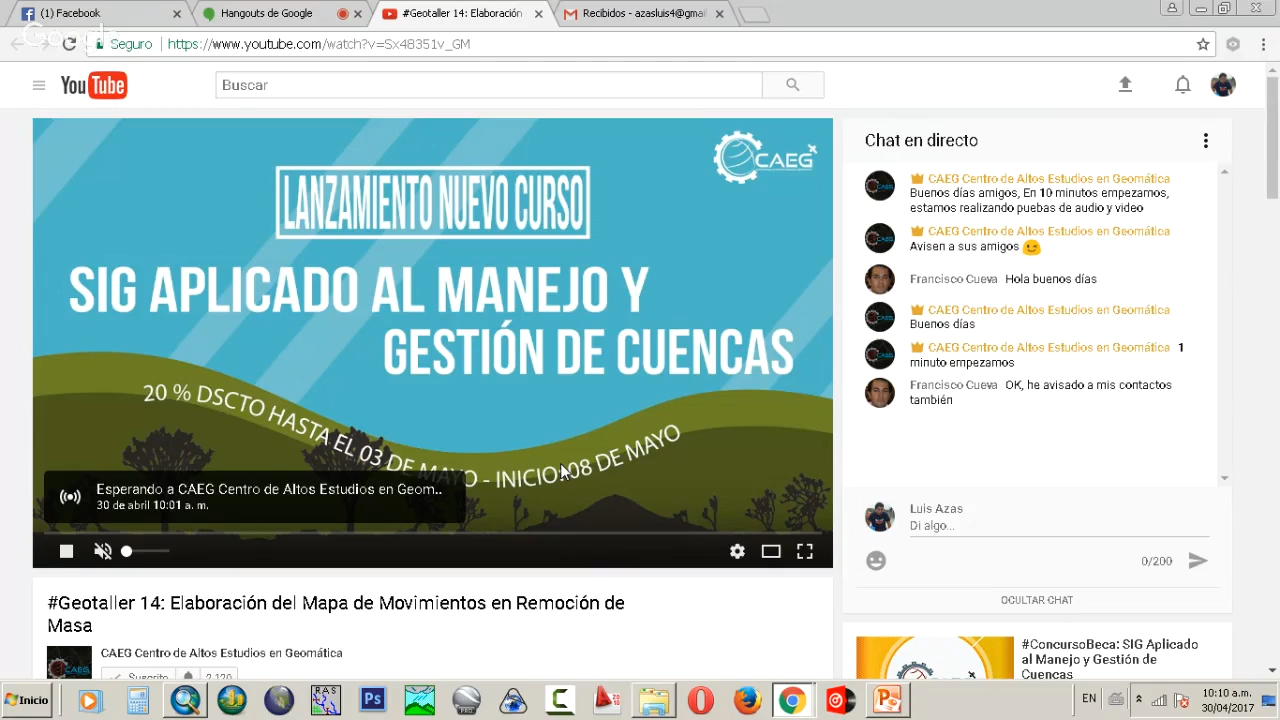 (1) Facebook
Hangouts de Google
#Geotaller 14: Elaboración
Recibidos - azasluis4@gmail
Seguro
https://www.youtube.com/watch?v=Sx48351v_GM
YouTube
Buscar
CAEG
LANZAMIENTO NUEVO CURSO
SIG APLICADO AL MANEJO Y
GESTIÓN DE CUENCAS
20 % DSCTO HASTA EL 03 DE MAYO - INICIO: 08 DE MAYO
Esperando a CAEG Centro de Altos Estudios en Geom...
30 de abril 10:01 a. m.
#Geotaller 14: Elaboración del Mapa de Movimientos en Remoción de
Masa
CAEG Centro de Altos Estudios en Geomática
Suscrito
2.120
Chat en directo
CAEG Centro de Altos Estudios en Geomática
Buenos días amigos, En 10 minutos empezamos,
estamos realizando puebas de audio y video
CAEG Centro de Altos Estudios en Geomática
Avisen a sus amigos
Francisco Cueva Hola buenos días
CAEG Centro de Altos Estudios en Geomática
Buenos días
CAEG Centro de Altos Estudios en Geomática 1
minuto empezamos
Francisco Cueva OK, he avisado a mis contactos
también
Luis Azas
Di algo...
0/200
OCULTAR CHAT
#ConcursoBeca: SIG Aplicado
al Manejo y Gestión de
Cuencas
Inicio
RAS
Ps
PRO
C
10
EN
10:10 a.m.
30/04/2017